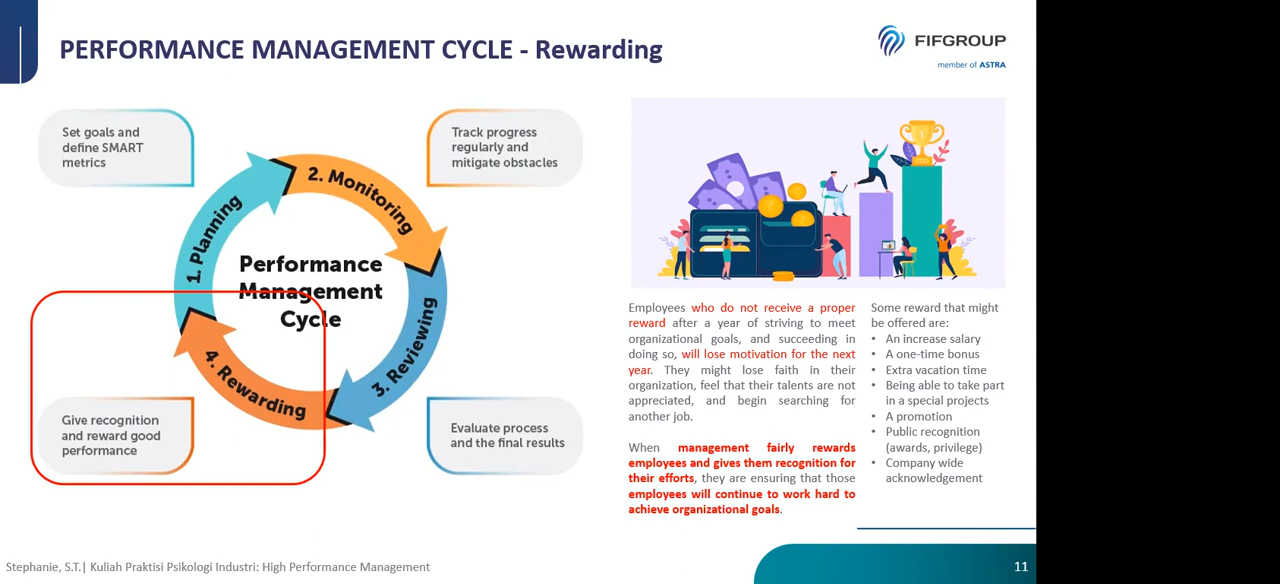 PERFORMANCE MANAGEMENT CYCLE - Rewarding
FIFGROUP
member of ASTRA
Set goals and
define SMART
metrics
Track progress
regularly and
mitigate obstacles
1. Planning
2. Monitoring
3. Reviewing
4. Rewarding
Performance
Management
Cycle
Give recognition
and reward good
performance
Evaluate process
and the final results
Employees who do not receive a proper
reward after a year of striving to meet
organizational goals, and succeeding in
doing so, will lose motivation for the next
year. They might lose faith in their
organization, feel that their talents are not
appreciated, and begin searching for
another job.
When management fairly rewards
employees and gives them recognition for
their efforts, they are ensuring that those
employees will continue to work hard to
achieve organizational goals.
Some reward that might
be offered are:
• An increase salary
• A one-time bonus
• Extra vacation time
• Being able to take part
in a special projects
• A promotion
• Public recognition
(awards, privilege)
• Company wide
acknowledgement
Stephanie, S.T.| Kuliah Praktisi Psikologi Industri: High Performance Management
11